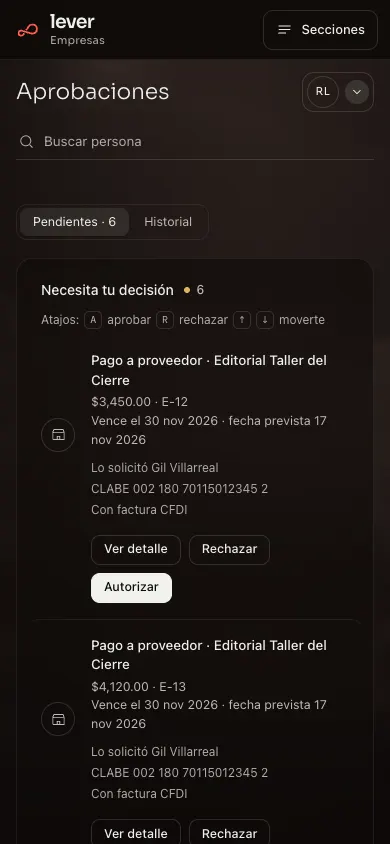 lever
Empresas
Secciones
Aprobaciones
RL
Buscar persona
Pendientes · 6
Historial
Necesita tu decisión 6
Atajos: A aprobar R rechazar ↑ ↓ moverte
Pago a proveedor · Editorial Taller del
Cierre
$3,450.00 · E-12
Vence el 30 nov 2026 · fecha prevista 17
nov 2026
Lo solicitó Gil Villarreal
CLABE 002 180 70115012345 2
Con factura CFDI
Ver detalle
Rechazar
Autorizar
Pago a proveedor · Editorial Taller del
Cierre
$4,120.00 · E-13
Vence el 30 nov 2026 · fecha prevista 17
nov 2026
Lo solicitó Gil Villarreal
CLABE 002 180 70115012345 2
Con factura CFDI
Ver detalle
Rechazar